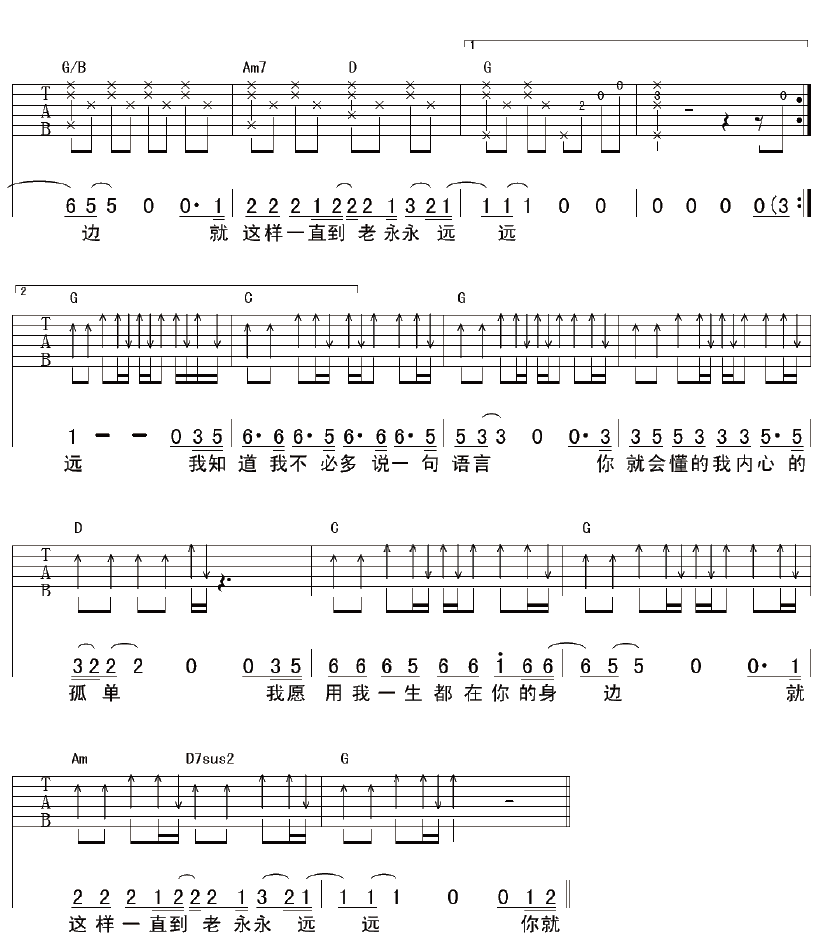 1
G/B Am7 D G
T
A
B
2 0 0 3 0
6 5 5 0 0· 1 2 2 2 1 2 2 2 1 3 2 1 1 1 1 0 0 0 0 0 0(3 :
边 就 这样一直到 老永永 远 远
2
G C G
T
A
B
1 - - 0 3 5 6· 6 6· 5 6· 6 6· 5 5 3 3 0 0· 3 3 5 5 3 3 3 5· 5
远 我知 道我不 必多 说一 句 语言 你 就会懂的我内心的
D C G
T
A
B
3 2 2 2 0 0 3 5 6 6 6 5 6 6 1 6 6 6 5 5 0 0· 1
孤 单 我愿 用我一生都在你的身 边 就
Am D7sus2 G
T
A
B
2 2 2 1 2 2 2 1 3 2 1 1 1 1 0 0 1 2
这样一直到 老 永永 远 远 你就